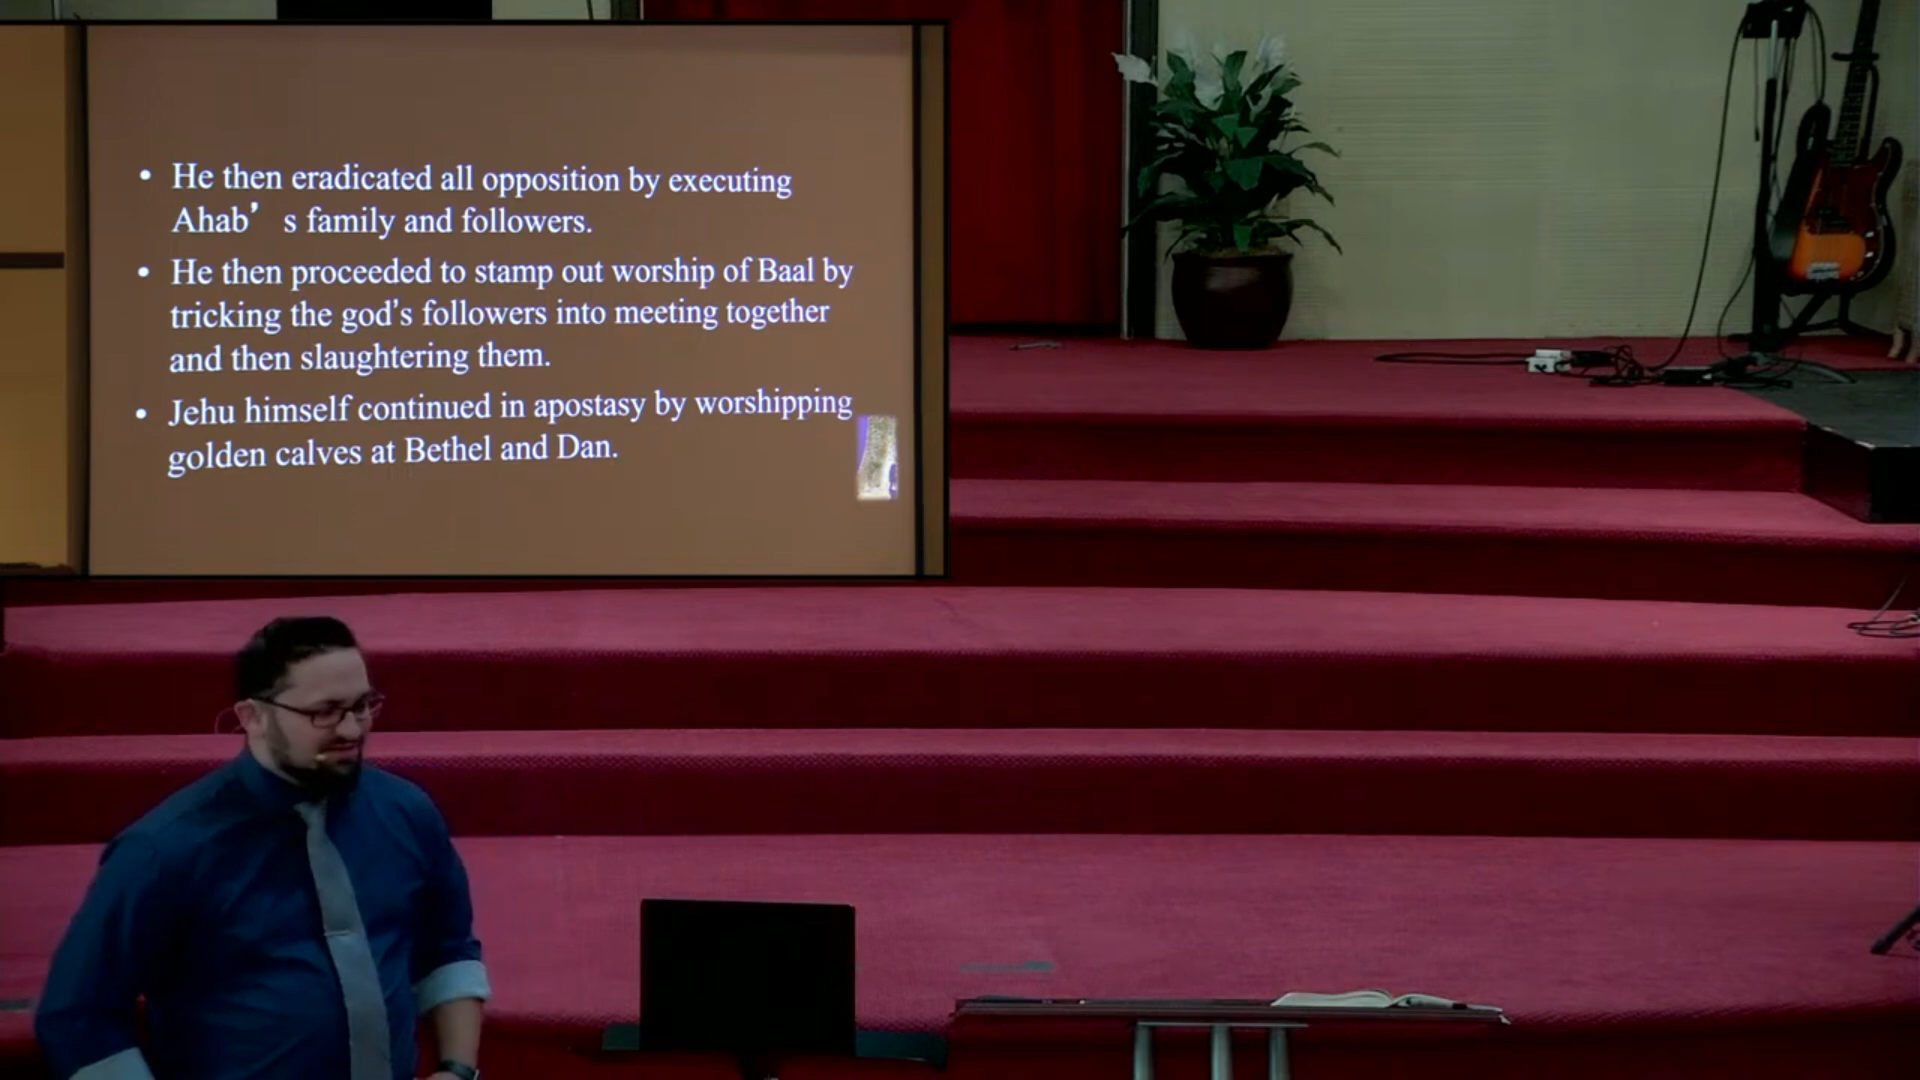 • He then eradicated all opposition by executing
Ahab’ s family and followers.
• He then proceeded to stamp out worship of Baal by
tricking the god's followers into meeting together
and then slaughtering them.
• Jehu himself continued in apostasy by worshipping
golden calves at Bethel and Dan.